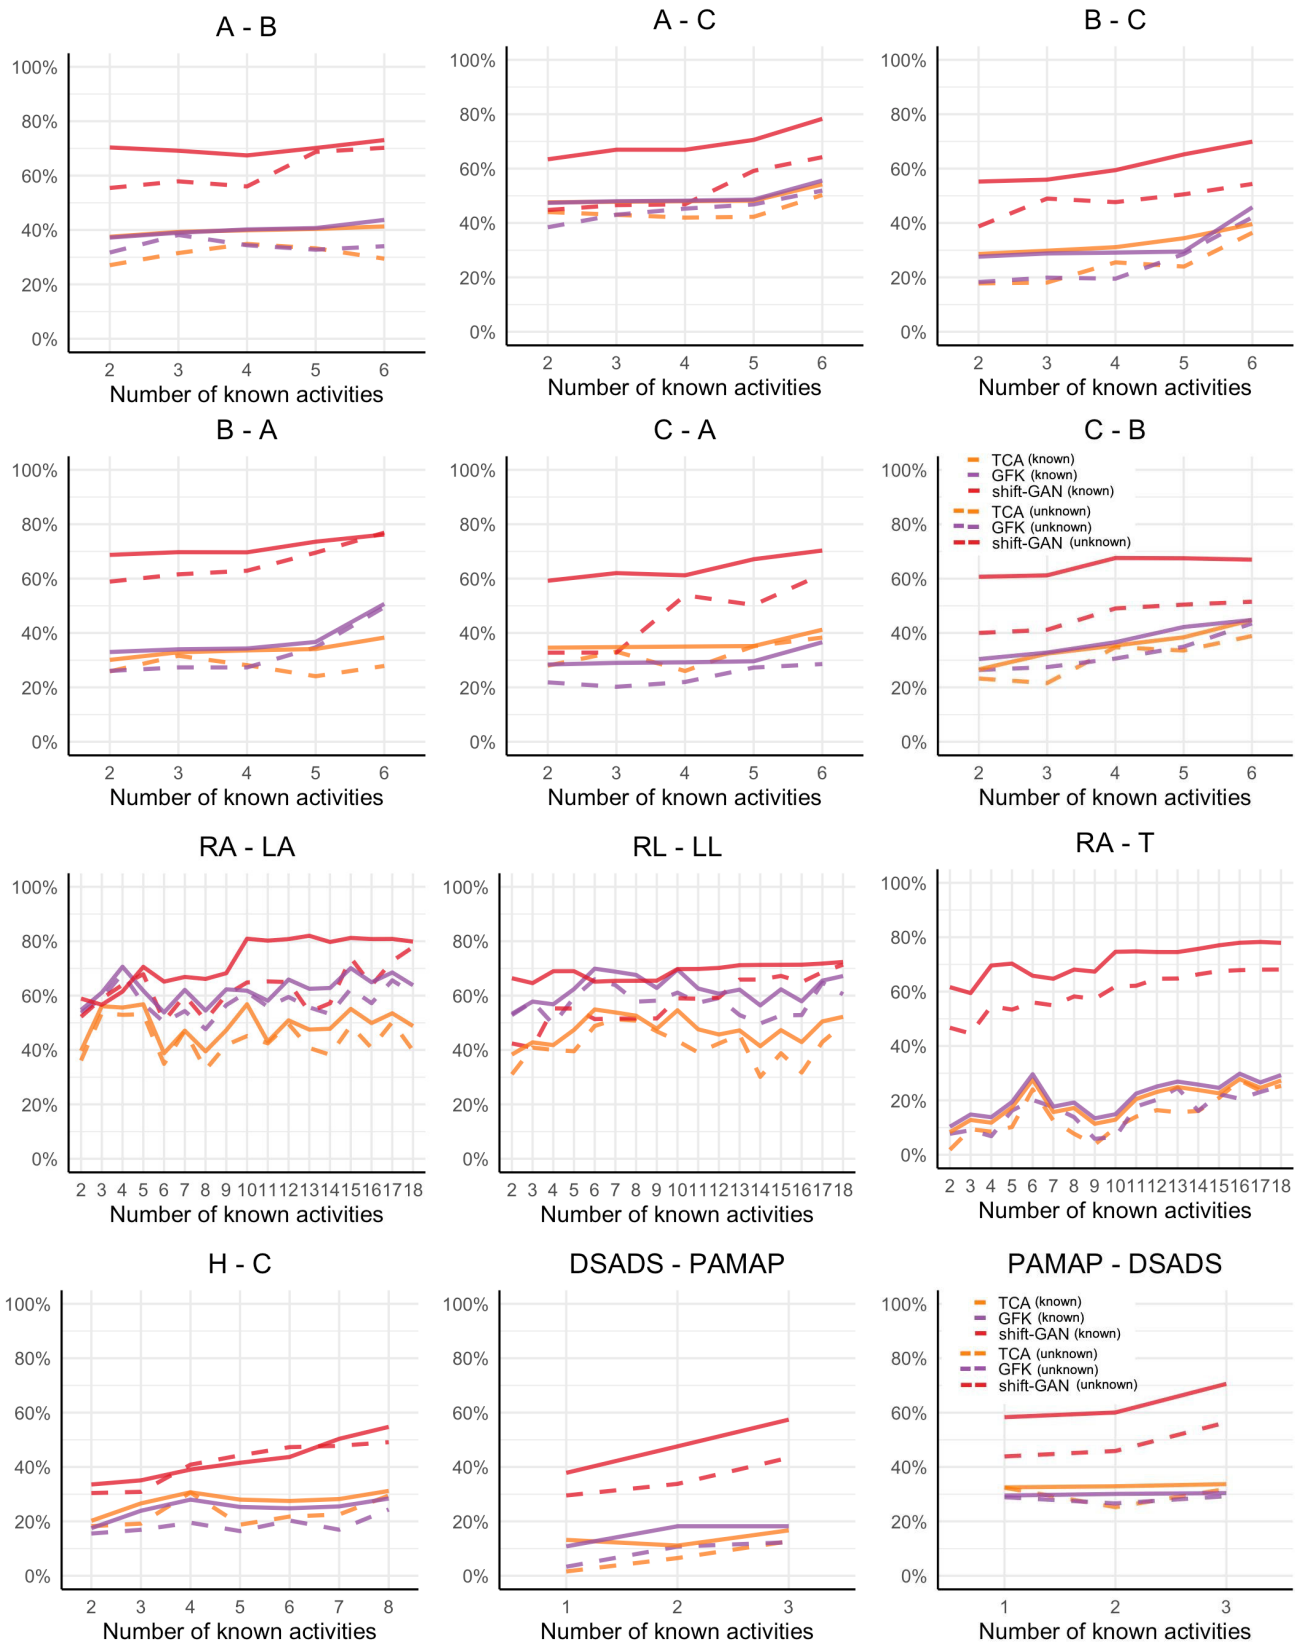 A - B
A - C
B - C
100%
80%
60%
40%
20%
0%
2 3 4 5 6
Number of known activities
100%
80%
60%
40%
20%
0%
2 3 4 5 6
Number of known activities
100%
80%
60%
40%
20%
0%
2 3 4 5 6
Number of known activities
B - A
C - A
C - B
100%
80%
60%
40%
20%
0%
2 3 4 5 6
Number of known activities
100%
80%
60%
40%
20%
0%
2 3 4 5 6
Number of known activities
TCA (known)
GFK (known)
shift-GAN (known)
TCA (unknown)
GFK (unknown)
shift-GAN (unknown)
100%
80%
60%
40%
20%
0%
2 3 4 5 6
Number of known activities
RA - LA
RL - LL
RA - T
100%
80%
60%
40%
20%
0%
2 3 4 5 6 7 8 9 10 11 12 13 14 15 16 17 18
Number of known activities
100%
80%
60%
40%
20%
0%
2 3 4 5 6 7 8 9 10 11 12 13 14 15 16 17 18
Number of known activities
100%
80%
60%
40%
20%
0%
2 3 4 5 6 7 8 9 10 11 12 13 14 15 16 17 18
Number of known activities
H - C
DSADS - PAMAP
PAMAP - DSADS
100%
80%
60%
40%
20%
0%
2 3 4 5 6 7 8
Number of known activities
100%
80%
60%
40%
20%
0%
1 2 3
Number of known activities
TCA (known)
GFK (known)
shift-GAN (known)
TCA (unknown)
GFK (unknown)
shift-GAN (unknown)
100%
80%
60%
40%
20%
0%
1 2 3
Number of known activities